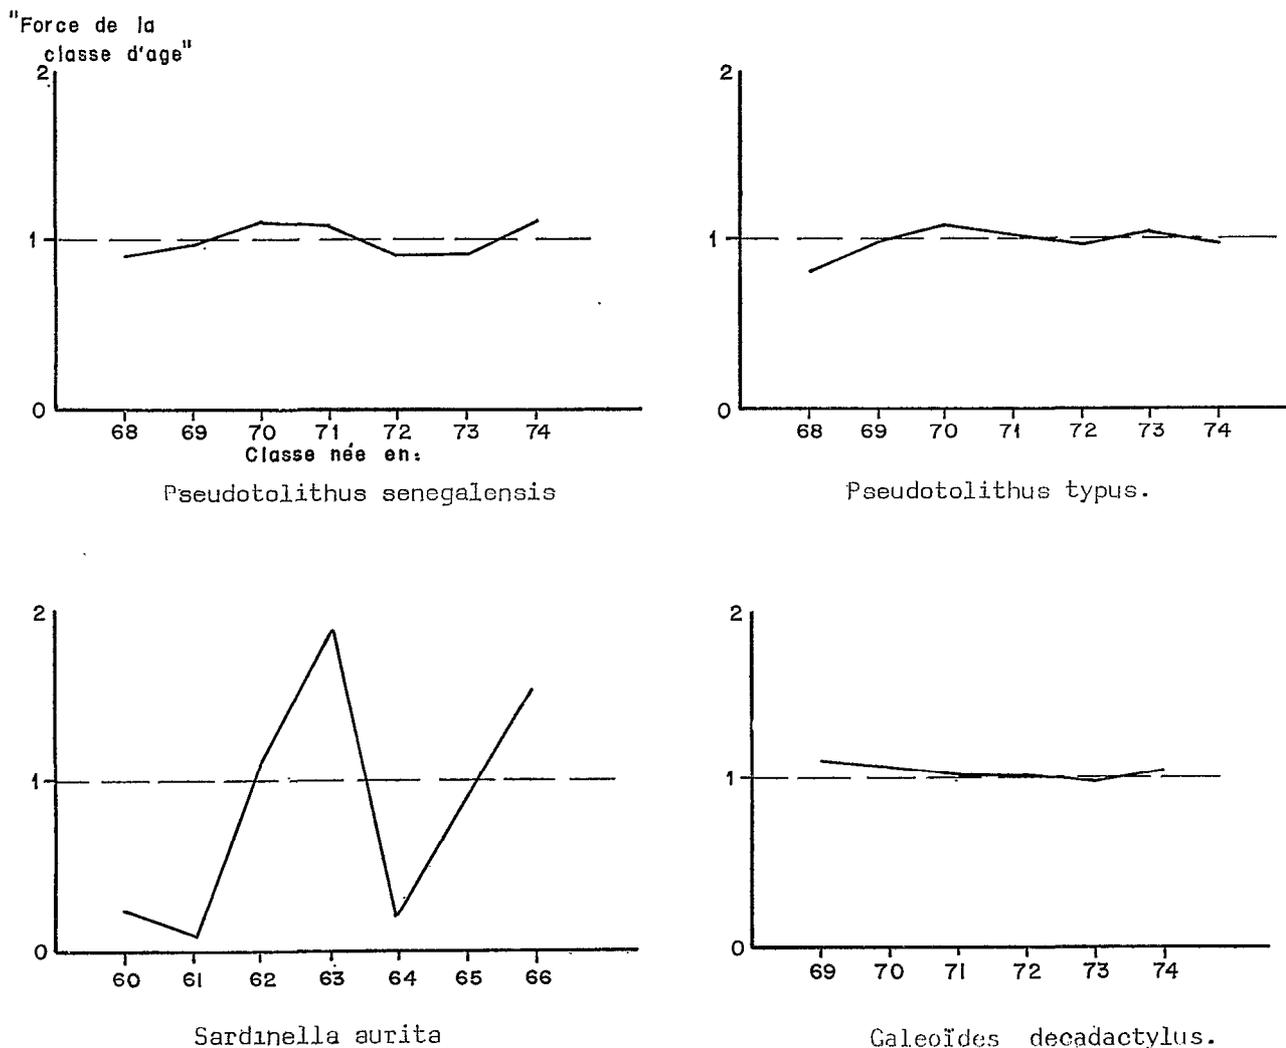 "Force de la
classe d'age"
2
1
0
68 69 70 71 72 73 74
Classe née en:
Pseudotolithus senegalensis
2
1
0
68 69 70 71 72 73 74
Pseudotolithus typus.
2
1
0
60 61 62 63 64 65 66
Sardinella aurita
2
1
0
69 70 71 72 73 74
Galeoïdes decadactylus.